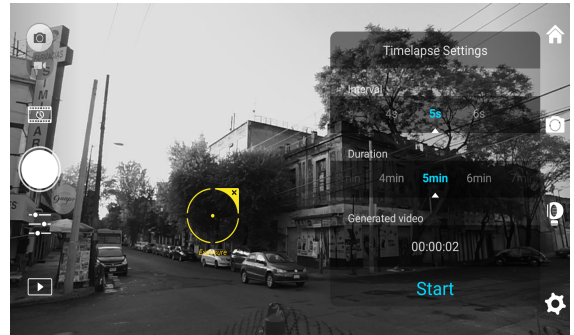 Timelapse Settings
Interval
4s 5s 6s
Duration
4min 5min 6min
Generated video
00:00:02
Start